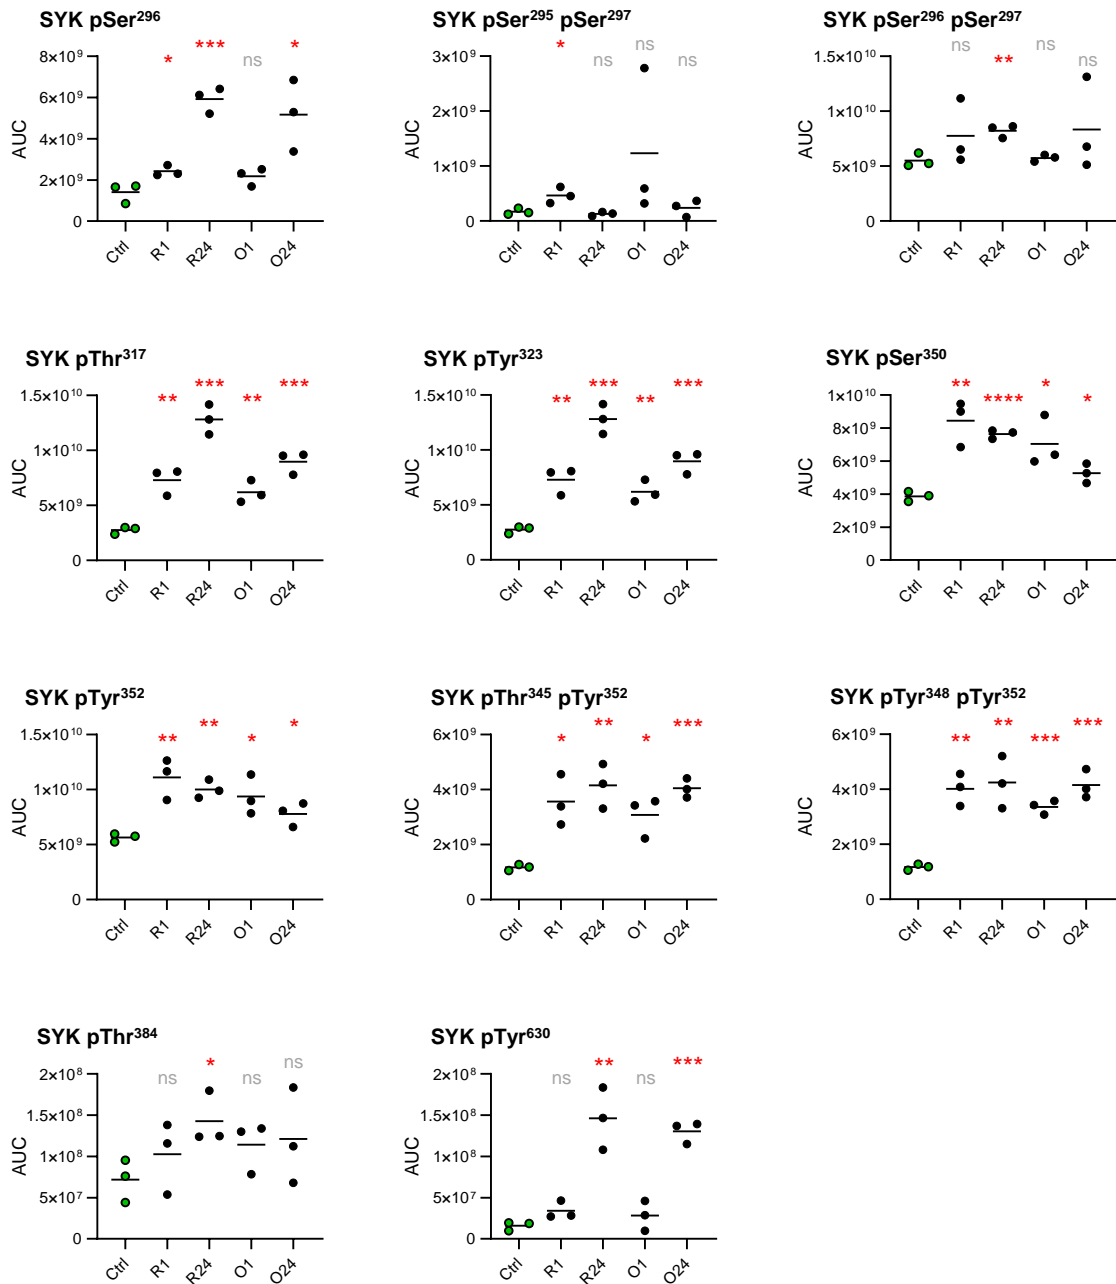 SYK pSer²⁹⁶
* *** ns *
AUC
8×10⁹
6×10⁹
4×10⁹
2×10⁹
0
Ctrl R1 R24 O1 O24
SYK pSer²⁹⁵ pSer²⁹⁷
* ns ns ns
AUC
3×10⁹
2×10⁹
1×10⁹
0
Ctrl R1 R24 O1 O24
SYK pSer²⁹⁶ pSer²⁹⁷
ns ** ns ns
AUC
1.5×10¹⁰
1×10¹⁰
5×10⁹
0
Ctrl R1 R24 O1 O24
SYK pThr³¹⁷
** *** ** ***
AUC
1.5×10¹⁰
1×10¹⁰
5×10⁹
0
Ctrl R1 R24 O1 O24
SYK pTyr³²³
** *** ** ***
AUC
1.5×10¹⁰
1×10¹⁰
5×10⁹
0
Ctrl R1 R24 O1 O24
SYK pSer³⁵⁰
** **** * *
AUC
1×10¹⁰
8×10⁹
6×10⁹
4×10⁹
2×10⁹
0
Ctrl R1 R24 O1 O24
SYK pTyr³⁵²
** ** * *
AUC
1.5×10¹⁰
1×10¹⁰
5×10⁹
0
Ctrl R1 R24 O1 O24
SYK pThr³⁴⁵ pTyr³⁵²
* ** * ***
AUC
6×10⁹
4×10⁹
2×10⁹
0
Ctrl R1 R24 O1 O24
SYK pTyr³⁴⁸ pTyr³⁵²
** ** *** ***
AUC
6×10⁹
4×10⁹
2×10⁹
0
Ctrl R1 R24 O1 O24
SYK pThr³⁸⁴
ns * ns ns
AUC
2×10⁸
1.5×10⁸
1×10⁸
5×10⁷
0
Ctrl R1 R24 O1 O24
SYK pTyr⁶³⁰
ns ** ns ***
AUC
2×10⁸
1.5×10⁸
1×10⁸
5×10⁷
0
Ctrl R1 R24 O1 O24